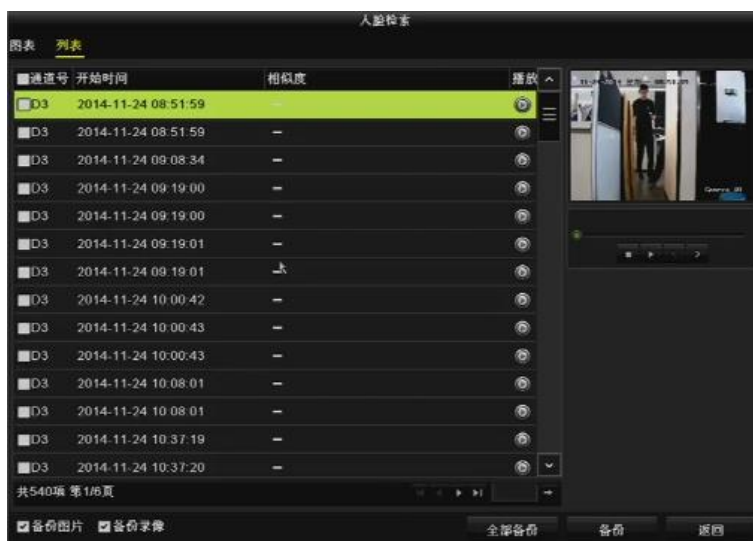 人脸检索
图表 列表
通道号 开始时间 相似度 播放
D3 2014-11-24 08:51:59 –
D3 2014-11-24 08:51:59 –
D3 2014-11-24 09:08:34 –
D3 2014-11-24 09:19:00 –
D3 2014-11-24 09:19:00 –
D3 2014-11-24 09:19:01 –
D3 2014-11-24 09:19:01 –
D3 2014-11-24 10:00:42 –
D3 2014-11-24 10:00:43 –
D3 2014-11-24 10:00:43 –
D3 2014-11-24 10:08:01 –
D3 2014-11-24 10:08:01 –
D3 2014-11-24 10:37:19 –
D3 2014-11-24 10:37:20 –
共540项 第1/6页
备份图片 备份录像 全部备份 备份 返回